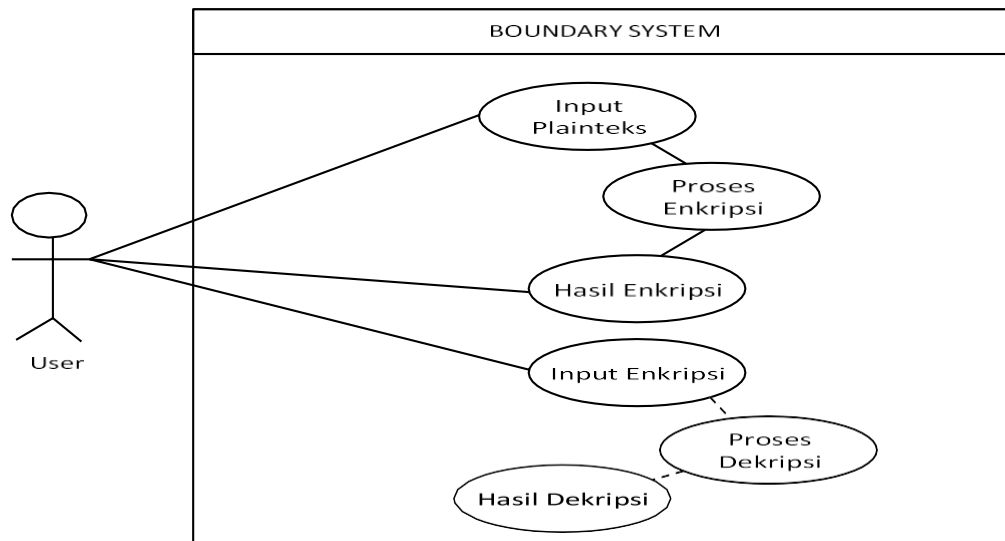 BOUNDARY SYSTEM
Input
Plainteks
Proses
Enkripsi
Hasil Enkripsi
User
Input Enkripsi
Proses
Dekripsi
Hasil Dekripsi